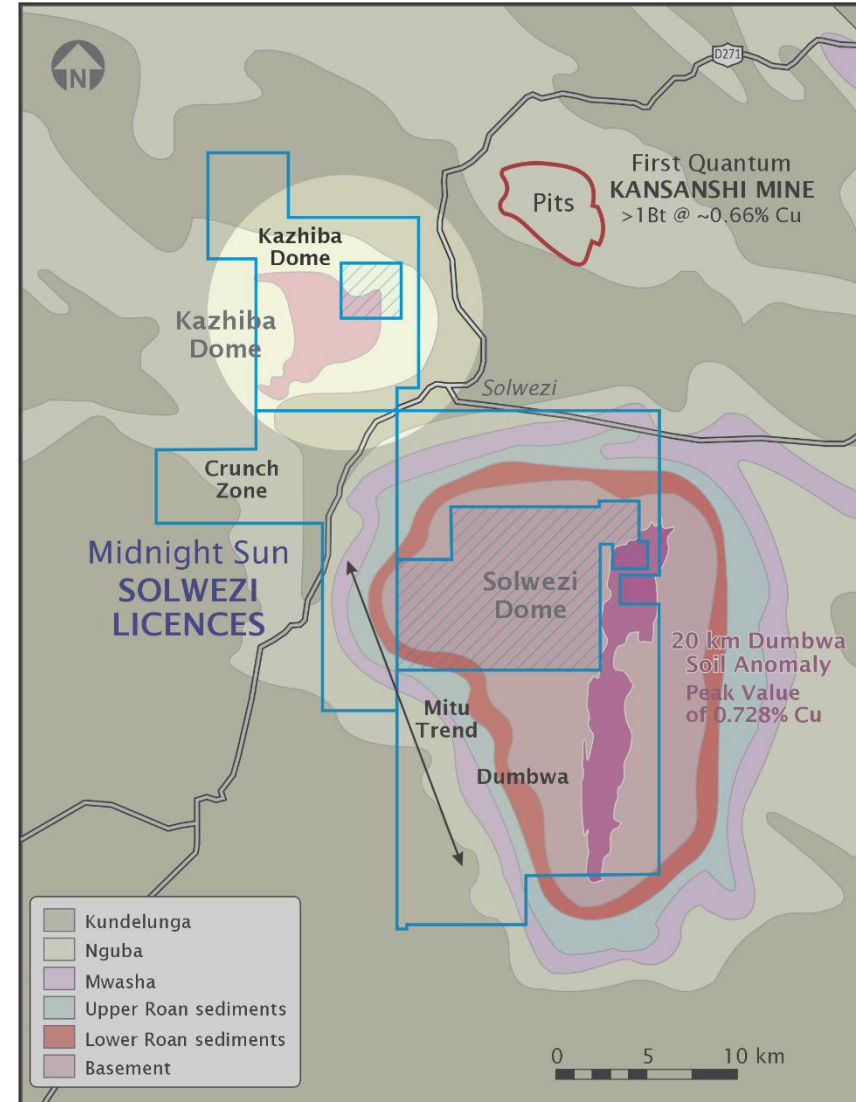 N
D271
First Quantum
KANSANSHI MINE
>1Bt @ ~0.66% Cu
Pits
Kazhiba
Dome
Kazhiba
Dome
Solwezi
Crunch
Zone
Midnight Sun
SOLWEZI
LICENCES
Solwezi
Dome
20 km Dumbwa
Soil Anomaly
Peak Value
of 0.728% Cu
Mitu
Trend
Dumbwa
Kundelunga
Nguba
Mwasha
Upper Roan sediments
Lower Roan sediments
Basement
0 5 10 km